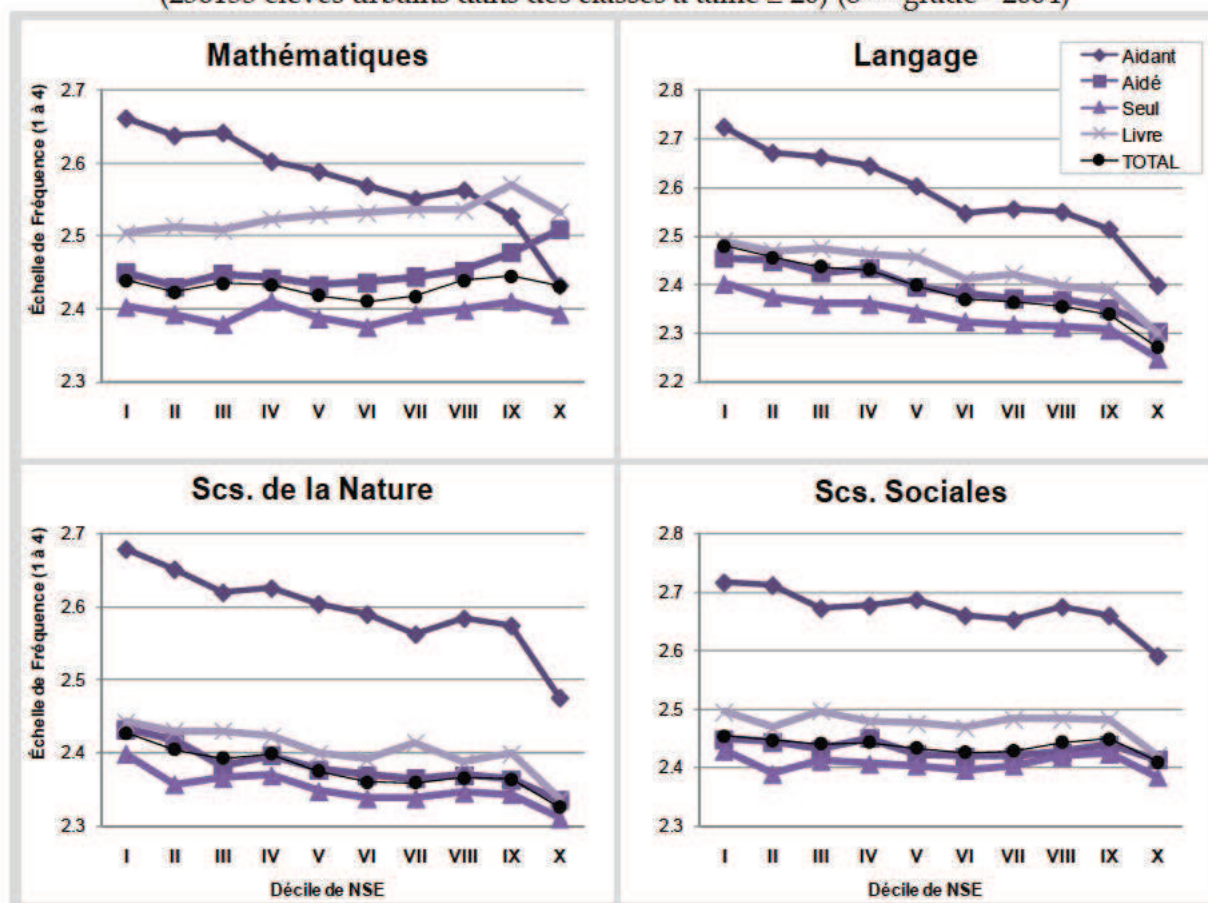 Mathématiques
Échelle de Fréquence (1 à 4)
2.7
2.6
2.5
2.4
2.3
I II III IV V VI VII VIII IX X
Langage
2.8
2.7
2.6
2.5
2.4
2.3
2.2
I II III IV V VI VII VIII IX X
Aidant
Aidé
Seul
Livre
TOTAL
Scs. de la Nature
Échelle de Fréquence (1 à 4)
2.7
2.6
2.5
2.4
2.3
I II III IV V VI VII VIII IX X
Décile de NSE
Scs. Sociales
2.8
2.7
2.6
2.5
2.4
2.3
I II III IV V VI VII VIII IX X
Décile de NSE